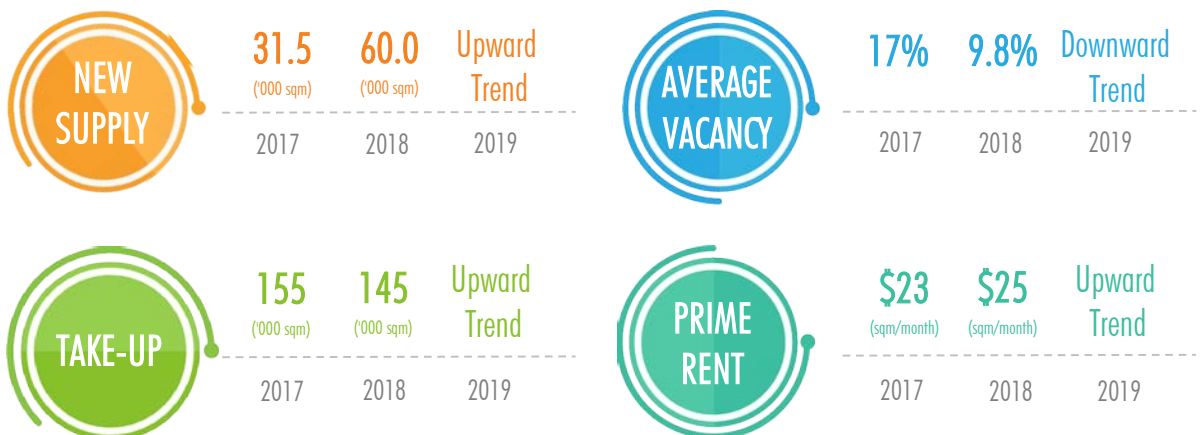 NEW
SUPPLY
31.5 60.0 Upward
('000 sqm) ('000 sqm) Trend
2017 2018 2019
AVERAGE
VACANCY
17% 9.8% Downward
Trend
2017 2018 2019
TAKE-UP
155 145 Upward
('000 sqm) ('000 sqm) Trend
2017 2018 2019
PRIME
RENT
$23 $25 Upward
(sqm/month) (sqm/month) Trend
2017 2018 2019